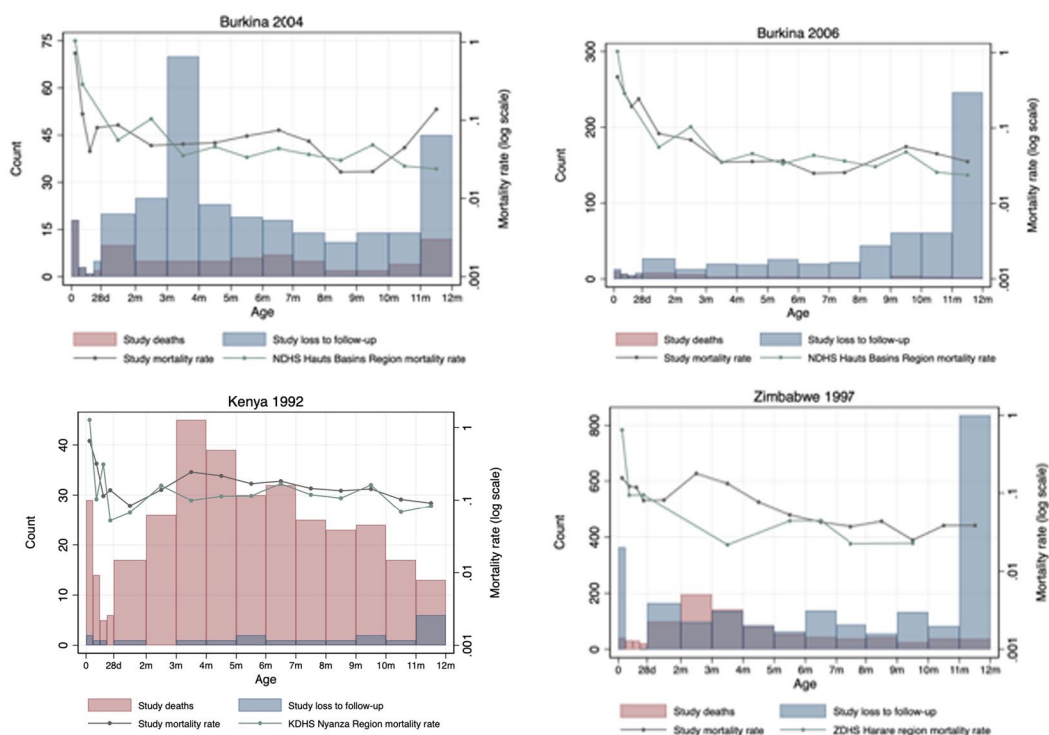 Burkina 2004
Count
75
60
45
30
15
0
Mortality rate (log scale)
1
.1
.01
.001
0 28d 2m 3m 4m 5m 6m 7m 8m 9m 10m 11m 12m
Age
Study deaths Study loss to follow-up
Study mortality rate NDHS Hauts Basins Region mortality rate
Burkina 2006
Count
300
200
100
0
Mortality rate (log scale)
1
.1
.01
.001
0 28d 2m 3m 4m 5m 6m 7m 8m 9m 10m 11m 12m
Age
Study deaths Study loss to follow-up
Study mortality rate NDHS Hauts Basins Region mortality rate
Kenya 1992
Count
40
30
20
10
0
Mortality rate (log scale)
1
.1
.01
.001
0 28d 2m 3m 4m 5m 6m 7m 8m 9m 10m 11m 12m
Age
Study deaths Study loss to follow-up
Study mortality rate KDHS Nyanza Region mortality rate
Zimbabwe 1997
Count
800
600
400
200
0
Mortality rate (log scale)
1
.1
.01
.001
0 28d 2m 3m 4m 5m 6m 7m 8m 9m 10m 11m 12m
Age
Study deaths Study loss to follow-up
Study mortality rate ZDHS Harare region mortality rate